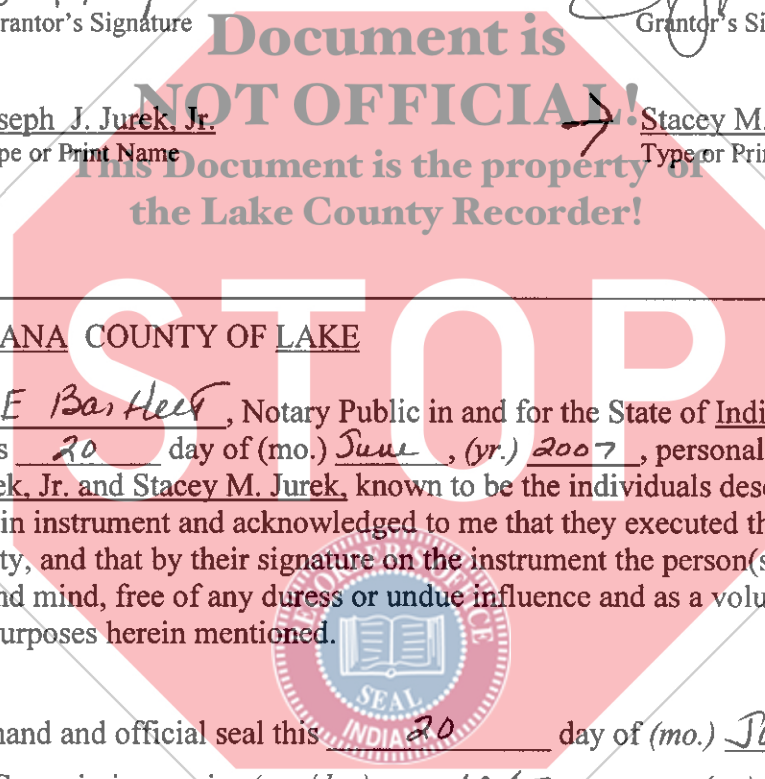 rantor's Signature
Grantor's Si
Document is
NOT OFFICIAL!
seph J. Jurek, Jr.
Stacey M.
pe or Print Name
Type or Prin
This Document is the property of
the Lake County Recorder!
STOP
ANA COUNTY OF LAKE
E Bartlett, Notary Public in and for the State of Indi
s 20 day of (mo.) June, (yr.) 2007, personal
ek, Jr. and Stacey M. Jurek, known to be the individuals desc
in instrument and acknowledged to me that they executed th
ty, and that by their signature on the instrument the person(s
nd mind, free of any duress or undue influence and as a volu
urposes herein mentioned.
RECORDER'S OFFICE
SEAL
INDIANA
hand and official seal this 20 day of (mo.) Ju